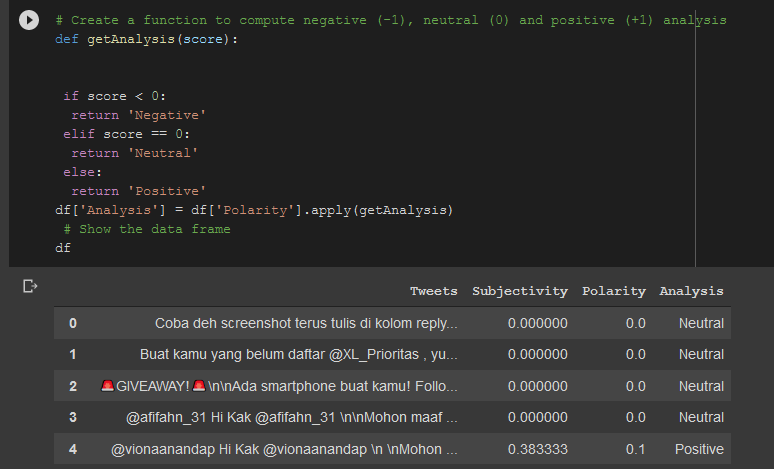 # Create a function to compute negative (-1), neutral (0) and positive (+1) analysis
def getAnalysis(score):
if score < 0:
return 'Negative'
elif score == 0:
return 'Neutral'
else:
return 'Positive'
df['Analysis'] = df['Polarity'].apply(getAnalysis)
# Show the data frame
df
Tweets Subjectivity Polarity Analysis
0 Coba deh screenshot terus tulis di kolom reply... 0.000000 0.0 Neutral
1 Buat kamu yang belum daftar @XL_Prioritas , yu... 0.000000 0.0 Neutral
2 🚨GIVEAWAY!🚨\n\nAda smartphone buat kamu! Follo... 0.000000 0.0 Neutral
3 @afifahn_31 Hi Kak @afifahn_31 \n\nMohon maaf ... 0.000000 0.0 Neutral
4 @vionaanandap Hi Kak @vionaanandap \n \nMohon ... 0.383333 0.1 Positive